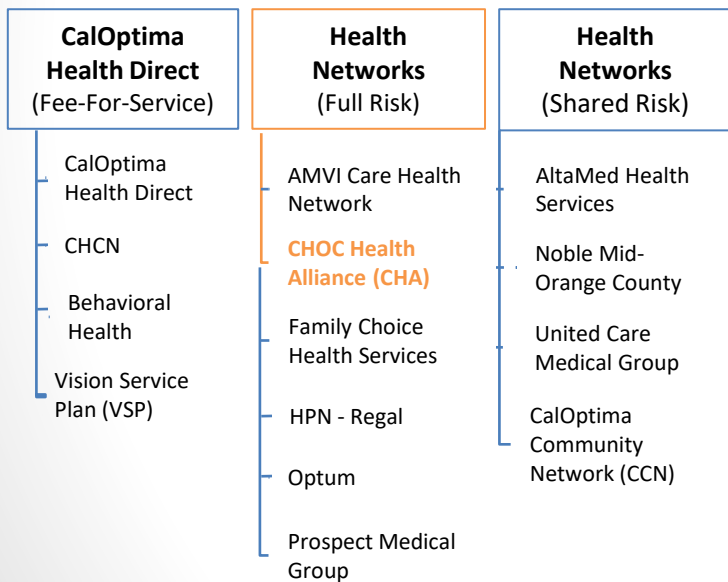 CalOptima
Health Direct
(Fee-For-Service)
CalOptima
Health Direct
CHCN
Behavioral
Health
Vision Service
Plan (VSP)
Health
Networks
(Full Risk)
AMVI Care Health
Network
CHOC Health
Alliance (CHA)
Family Choice
Health Services
HPN - Regal
Optum
Prospect Medical
Group
Health
Networks
(Shared Risk)
AltaMed Health
Services
Noble Mid-
Orange County
United Care
Medical Group
CalOptima
Community
Network (CCN)